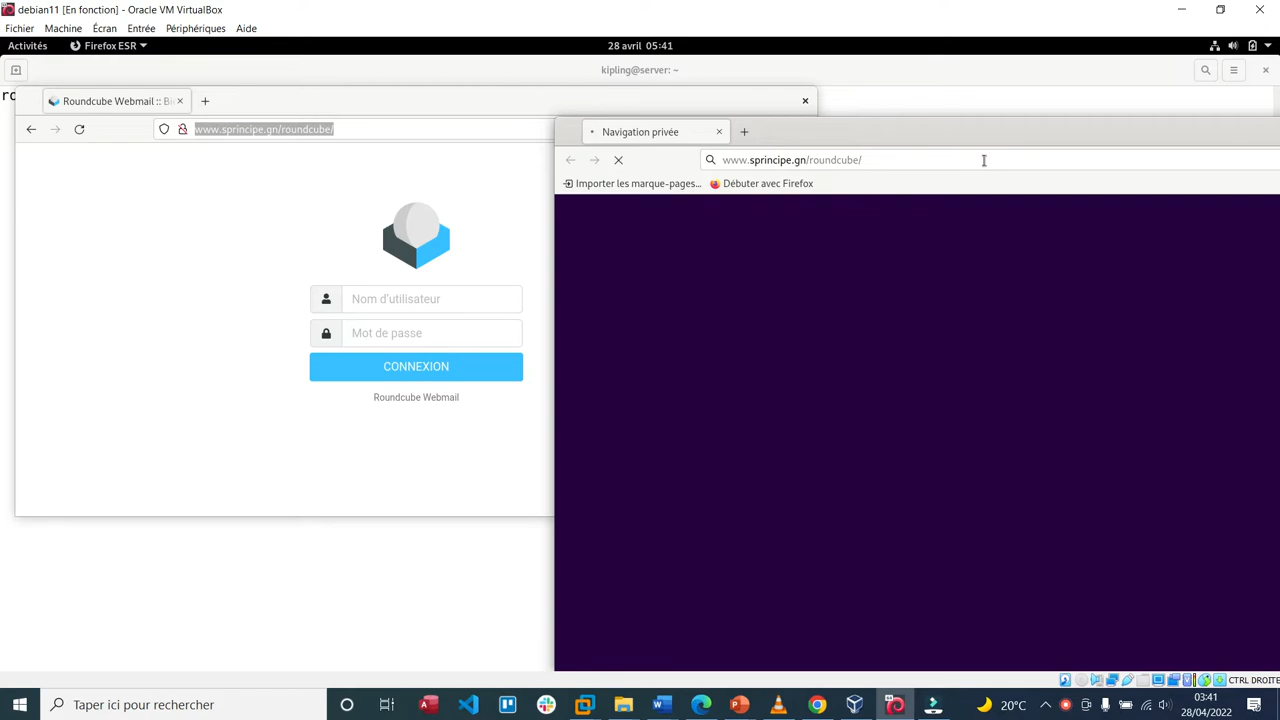 debian11 [En fonction] - Oracle VM VirtualBox
Fichier Machine Écran Entrée Périphériques Aide
Activités Firefox ESR 28 avril 05:41
kipling@server: ~
Roundcube Webmail ::
www.sprincipe.gn/roundcube/
Navigation privée
www.sprincipe.gn/roundcube/
Importer les marque-pages... Débuter avec Firefox
Nom d'utilisateur
Mot de passe
CONNEXION
Roundcube Webmail
CTRL DROITE
Taper ici pour rechercher
20°C
03:41
28/04/2022